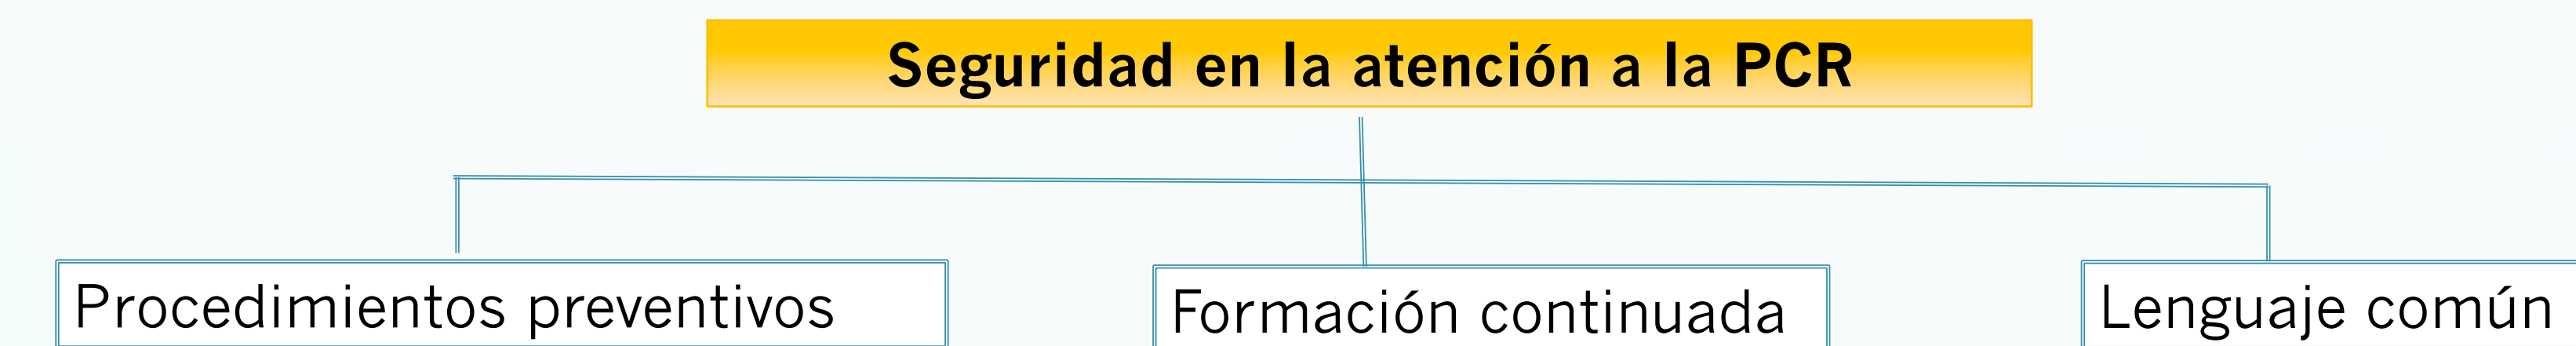 Seguridad en la atención a la PCR
Procedimientos preventivos
Formación continuada
Lenguaje común